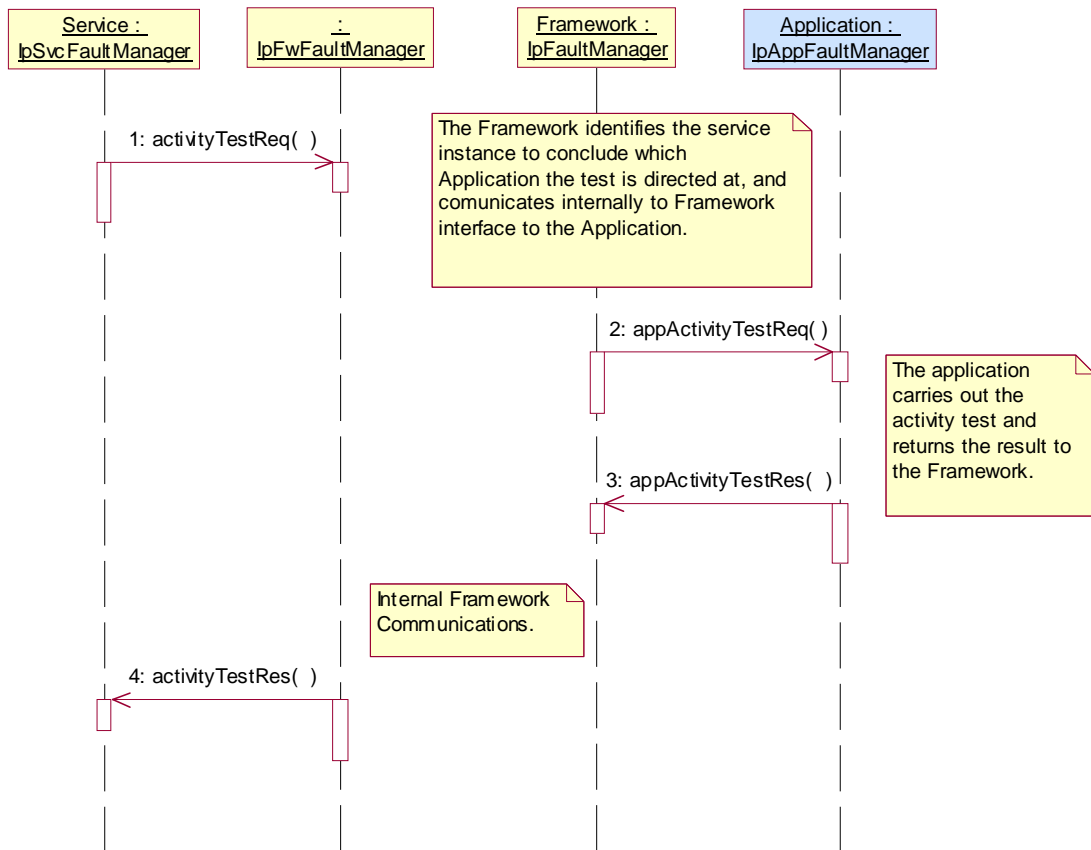 Service :
IpSvcFaultManager
:
IpFwFaultManager
Framework :
IpFaultManager
Application :
IpAppFaultManager
1: activityTestReq( )
The Framework identifies the service
instance to conclude which
Application the test is directed at, and
comunicates internally to Framework
interface to the Application.
2: appActivityTestReq( )
The application
carries out the
activity test and
returns the result to
the Framework.
3: appActivityTestRes( )
Internal Framework
Communications.
4: activityTestRes( )